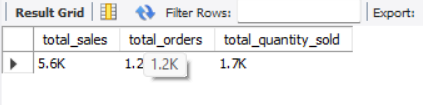 Result Grid Filter Rows: Export:
total_sales total_orders total_quantity_sold
5.6K 1.2 1.2K 1.7K